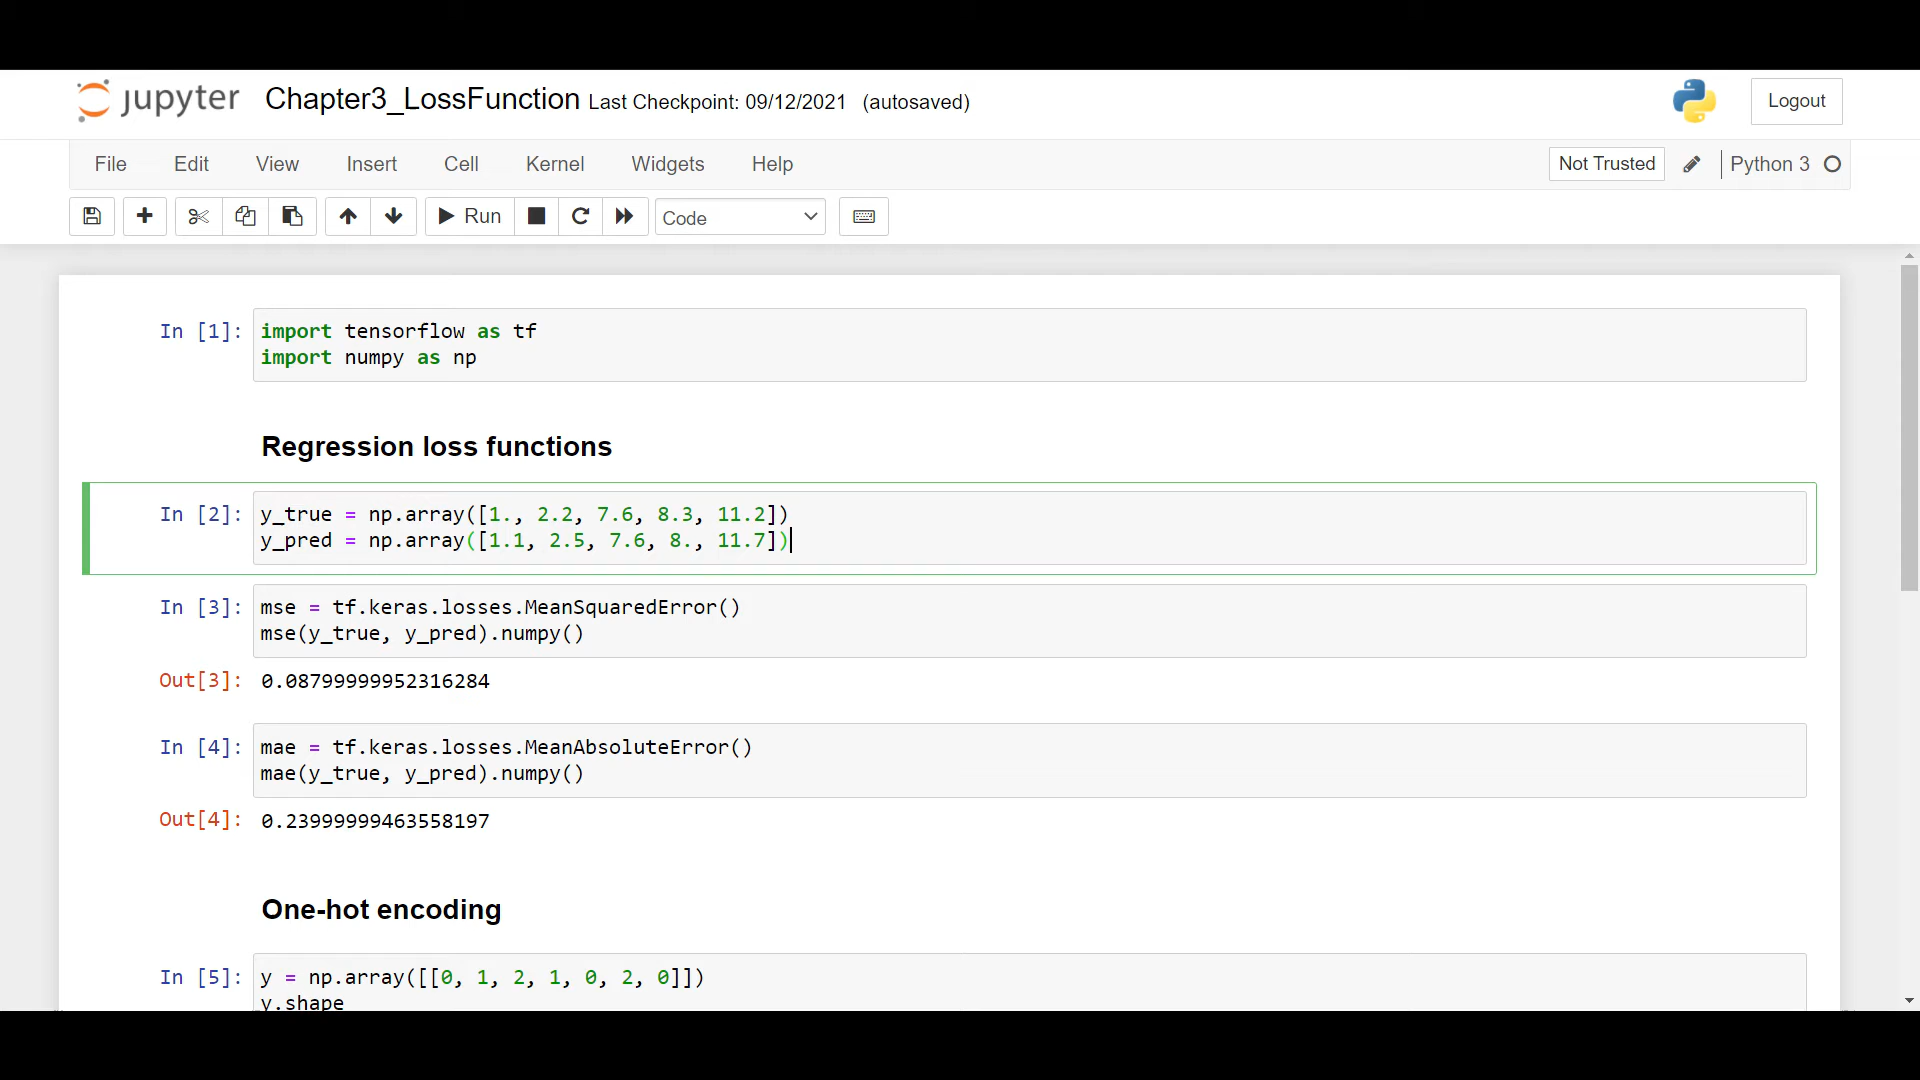 jupyter Chapter3_LossFunction Last Checkpoint: 09/12/2021 (autosaved) Logout
File Edit View Insert Cell Kernel Widgets Help Not Trusted Python 3
Run Code
In [1]: import tensorflow as tf
import numpy as np
Regression loss functions
In [2]: y_true = np.array([1., 2.2, 7.6, 8.3, 11.2])
y_pred = np.array([1.1, 2.5, 7.6, 8., 11.7])
In [3]: mse = tf.keras.losses.MeanSquaredError()
mse(y_true, y_pred).numpy()
Out[3]: 0.08799999952316284
In [4]: mae = tf.keras.losses.MeanAbsoluteError()
mae(y_true, y_pred).numpy()
Out[4]: 0.23999999463558197
One-hot encoding
In [5]: y = np.array([[0, 1, 2, 1, 0, 2, 0]])
y.shape